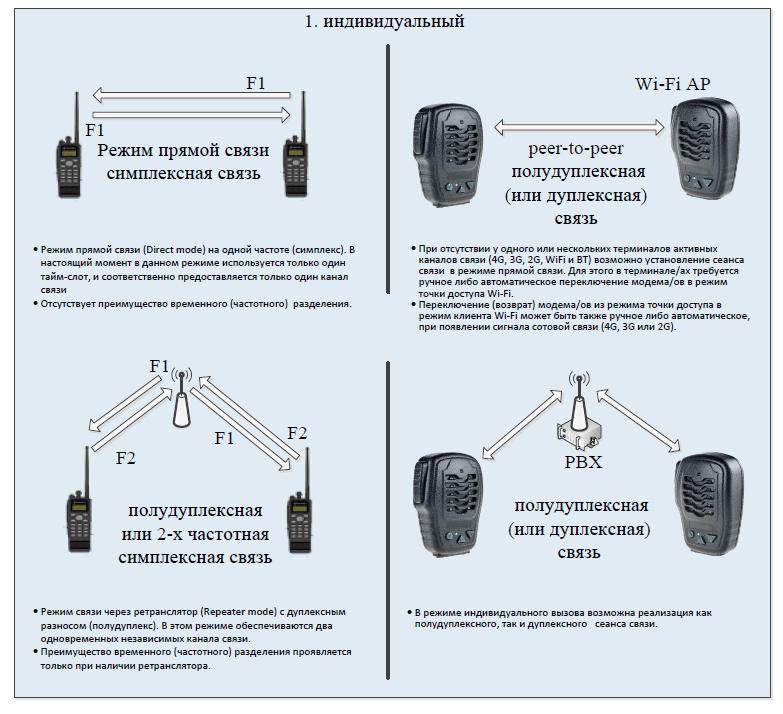 1. индивидуальный
F1
F1
Режим прямой связи
симплексная связь
• Режим прямой связи (Direct mode) на одной частоте (симплекс). В
настоящий момент в данном режиме используется только один
тайм-слот, и соответственно предоставляется только один канал
связи
• Отсутствует преимущество временного (частотного) разделения.
Wi-Fi AP
peer-to-peer
полудуплексная
(или дуплексная)
связь
• При отсутствии у одного или нескольких терминалов активных
каналов связи (4G, 3G, 2G, WiFi и BT) возможно установление сеанса
связи в режиме прямой связи. Для этого в терминале/ах требуется
ручное либо автоматическое переключение модема/ов в режим
точки доступа Wi-Fi.
• Переключение (возврат) модема/ов из режима точки доступа в
режим клиента Wi-Fi может быть также ручное либо автоматическое,
при появлении сигнала сотовой связи (4G, 3G или 2G).
F1
F2
F1
F2
полудуплексная
или 2-х частотная
симплексная связь
• Режим связи через ретранслятор (Repeater mode) с дуплексным
разносом (полудуплекс). В этом режиме обеспечиваются два
одновременных независимых канала связи.
• Преимущество временного (частотного) разделения проявляется
только при наличии ретранслятора.
PBX
полудуплексная
(или дуплексная)
связь
• В режиме индивидуального вызова возможна реализация как
полудуплексного, так и дуплексного сеанса связи.